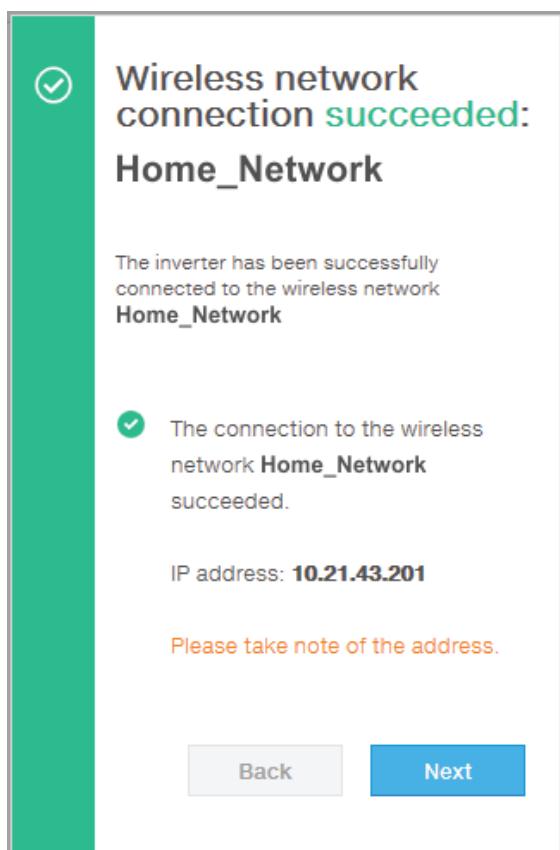 Wireless network
connection succeeded:
Home_Network
The inverter has been successfully
connected to the wireless network
Home_Network
The connection to the wireless
network Home_Network
succeeded.
IP address: 10.21.43.201
Please take note of the address.
Back
Next